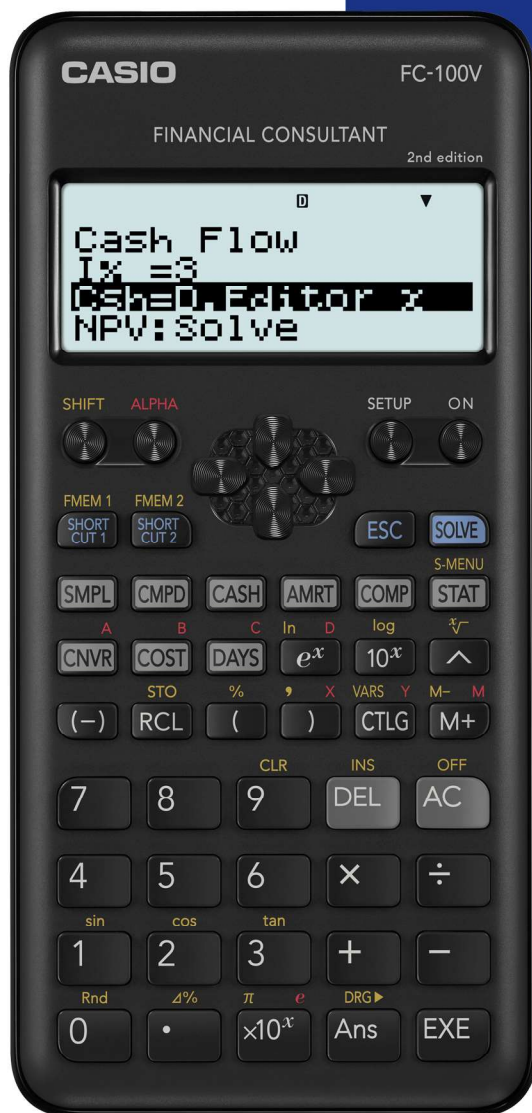 CASIO FC-100V
FINANCIAL CONSULTANT
2nd edition
D ▼
Cash Flow
I% =3
Csh=D.Editor x
NPV:Solve
SHIFT ALPHA SETUP ON
FMEM 1 FMEM 2
SHORT CUT 1 SHORT CUT 2 ESC SOLVE
S-MENU
SMPL CMPD CASH AMRT COMP STAT
A B C ln D log x√
CNVR COST DAYS eˣ 10ˣ ^
STO % , X VARS Y M− M
(−) RCL ( ) CTLG M+
CLR INS OFF
7 8 9 DEL AC
4 5 6 × ÷
sin cos tan
1 2 3 + −
Rnd Δ% π e DRG▶
0 • ×10ˣ Ans EXE